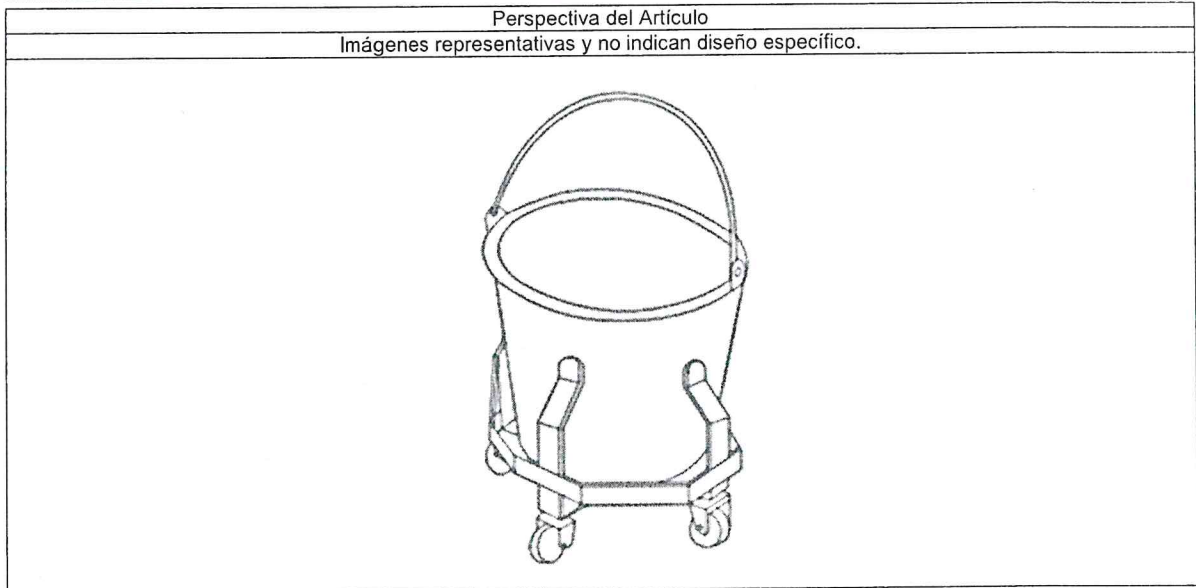 Perspectiva del Artículo
Imágenes representativas y no indican diseño específico.